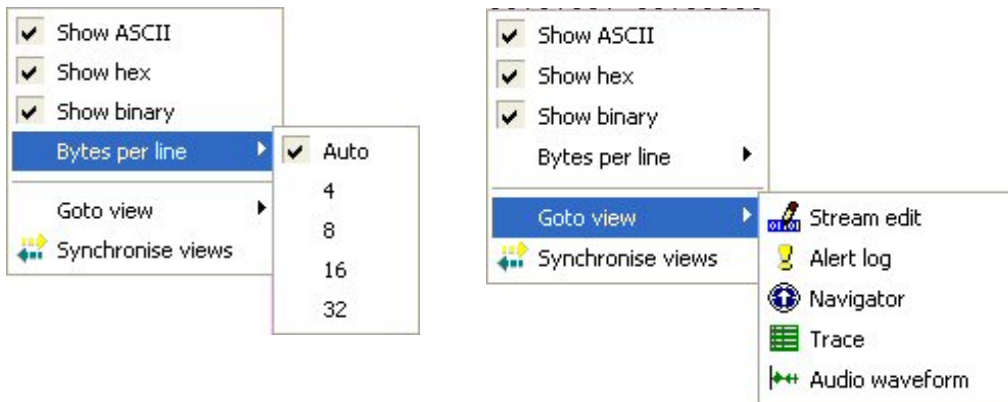 Show ASCII
Show hex
Show binary
Bytes per line
Goto view
Synchronise views
Auto
4
8
16
32
Show ASCII
Show hex
Show binary
Bytes per line
Goto view
Synchronise views
Stream edit
Alert log
Navigator
Trace
Audio waveform